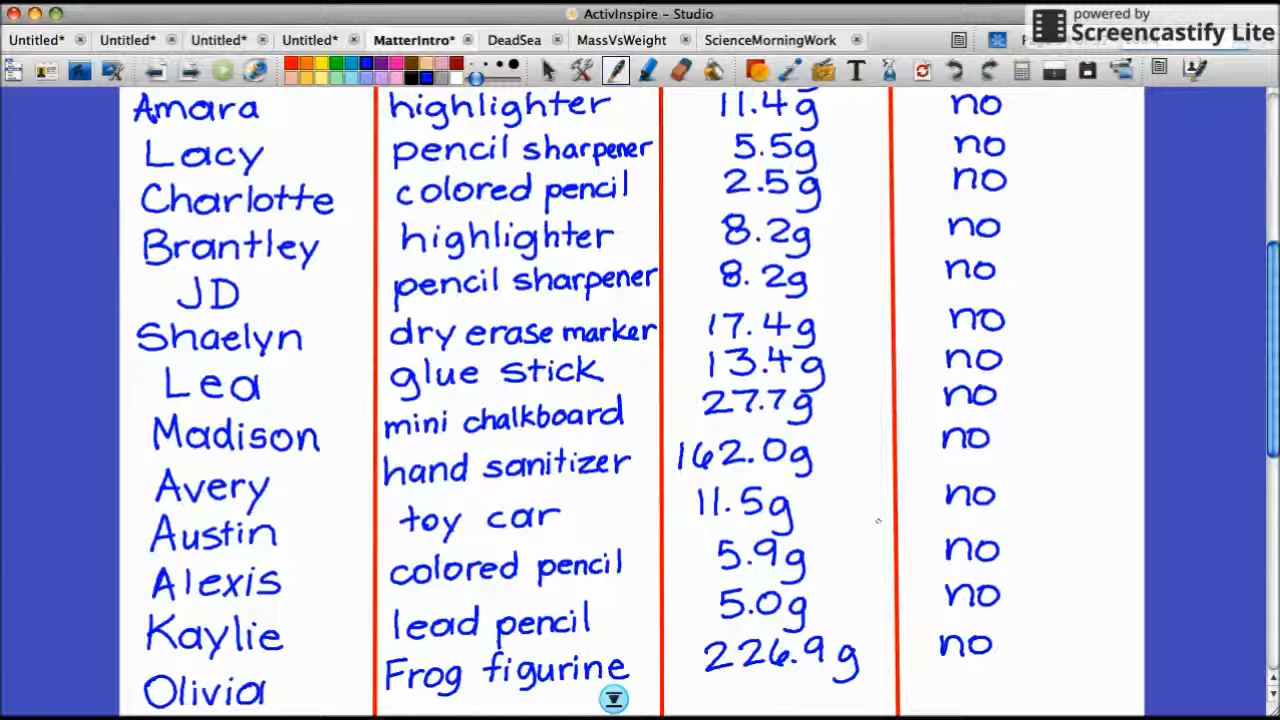 ActivInspire – Studio
powered by
Screencastify Lite
Untitled* Untitled* Untitled* Untitled* MatterIntro* DeadSea MassVsWeight ScienceMorningWork
Amara highlighter 11.4g no
Lacy pencil sharpener 5.5g no
Charlotte colored pencil 2.5g no
Brantley highlighter 8.2g no
JD pencil sharpener 8.2g no
Shaelyn dry erase marker 17.4g no
Lea glue stick 13.4g no
Madison mini chalkboard 27.7g no
Avery hand sanitizer 162.0g no
Austin toy car 11.5g no
Alexis colored pencil 5.9g no
Kaylie lead pencil 5.0g no
Olivia Frog figurine 226.9g no